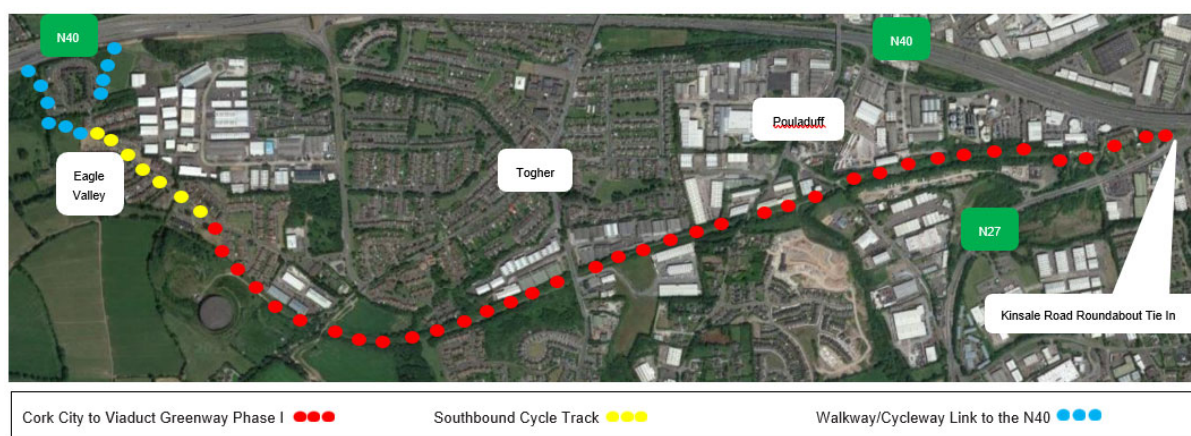 N40
N40
Pouladuff
Togher
Eagle
Valley
N27
Kinsale Road Roundabout Tie In
Cork City to Viaduct Greenway Phase I
Southbound Cycle Track
Walkway/Cycleway Link to the N40